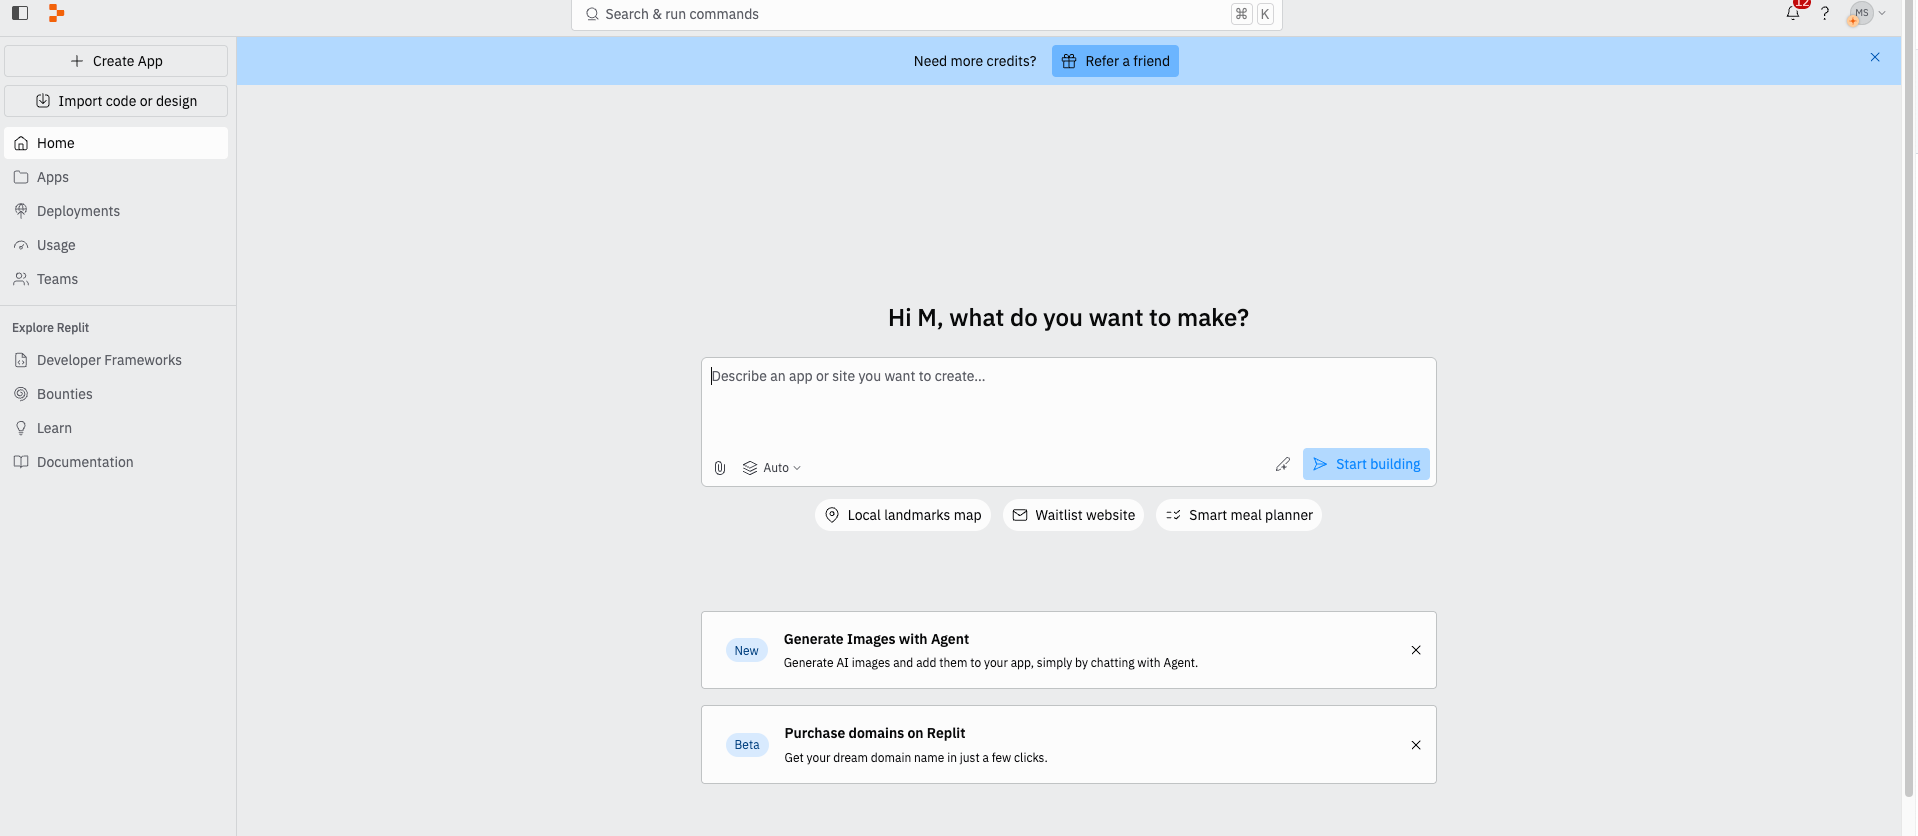 Search & run commands
⌘ K
12
?
MS
Create App
Import code or design
Home
Apps
Deployments
Usage
Teams
Explore Replit
Developer Frameworks
Bounties
Learn
Documentation
Need more credits?
Refer a friend
Hi M, what do you want to make?
Describe an app or site you want to create...
Auto
Start building
Local landmarks map
Waitlist website
Smart meal planner
New
Generate Images with Agent
Generate AI images and add them to your app, simply by chatting with Agent.
Beta
Purchase domains on Replit
Get your dream domain name in just a few clicks.